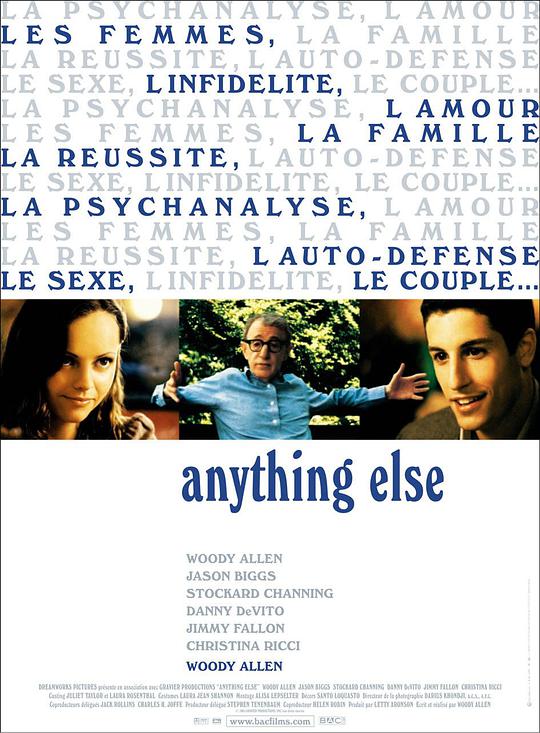 LA PSYCHANALYSE, L AMOUR
LES FEMMES, LA FAMILLE
LA REUSSITE, L AUTO-DEFENSE
LE SEXE, L INFIDELITE, LE COUPLE...
LA PSYCHANALYSE, L AMOUR
LES FEMMES, LA FAMILLE
LA REUSSITE, L AUTO-DEFENSE
LE SEXE, L INFIDELITE, LE COUPLE...
LA PSYCHANALYSE, L AMOUR
LES FEMMES, LA FAMILLE
LA REUSSITE, L AUTO-DEFENSE
LE SEXE, L INFIDELITE, LE COUPLE...
anything else
WOODY ALLEN
JASON BIGGS
STOCKARD CHANNING
DANNY DeVITO
JIMMY FALLON
CHRISTINA RICCI
WOODY ALLEN
DREAMWORKS PICTURES présente en association avec GRAVIER PRODUCTIONS "ANYTHING ELSE" WOODY ALLEN JASON BIGGS STOCKARD CHANNING DANNY DeVITO JIMMY FALLON CHRISTINA RICCI
Casting JULIET TAYLOR et LAURA ROSENTHAL Costumes LAURA JEAN SHANNON Montage ALISA LEPSELTER Décors SANTO LOQUASTO Directeur de la photographie DARIUS KHONDJI, A.S.C., A.F.C.
Coproducteurs délégués JACK ROLLINS CHARLES H. JOFFE Producteur délégué STEPHEN TENENBAUM Coproducteur HELEN ROBIN Produit par LETTY ARONSON Ecrit et réalisé par WOODY ALLEN
www.bacfilms.com
BAC